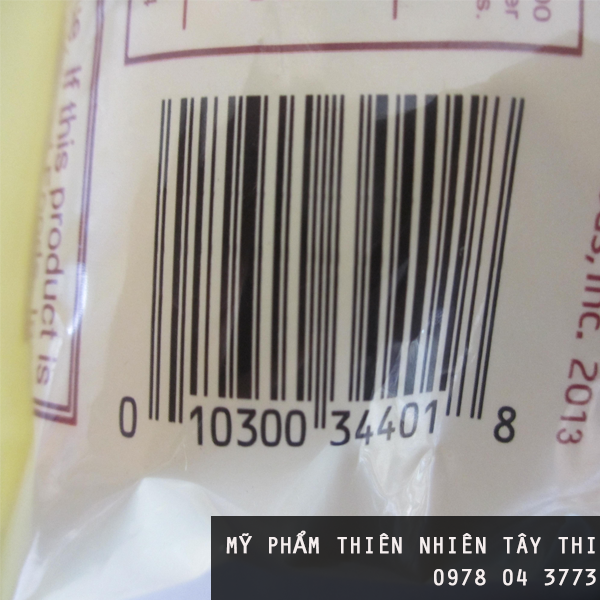 If this product is
0 10300 34401 8
Inc. 2013
MỸ PHẨM THIÊN NHIÊN TÂY THI
0978 04 3773